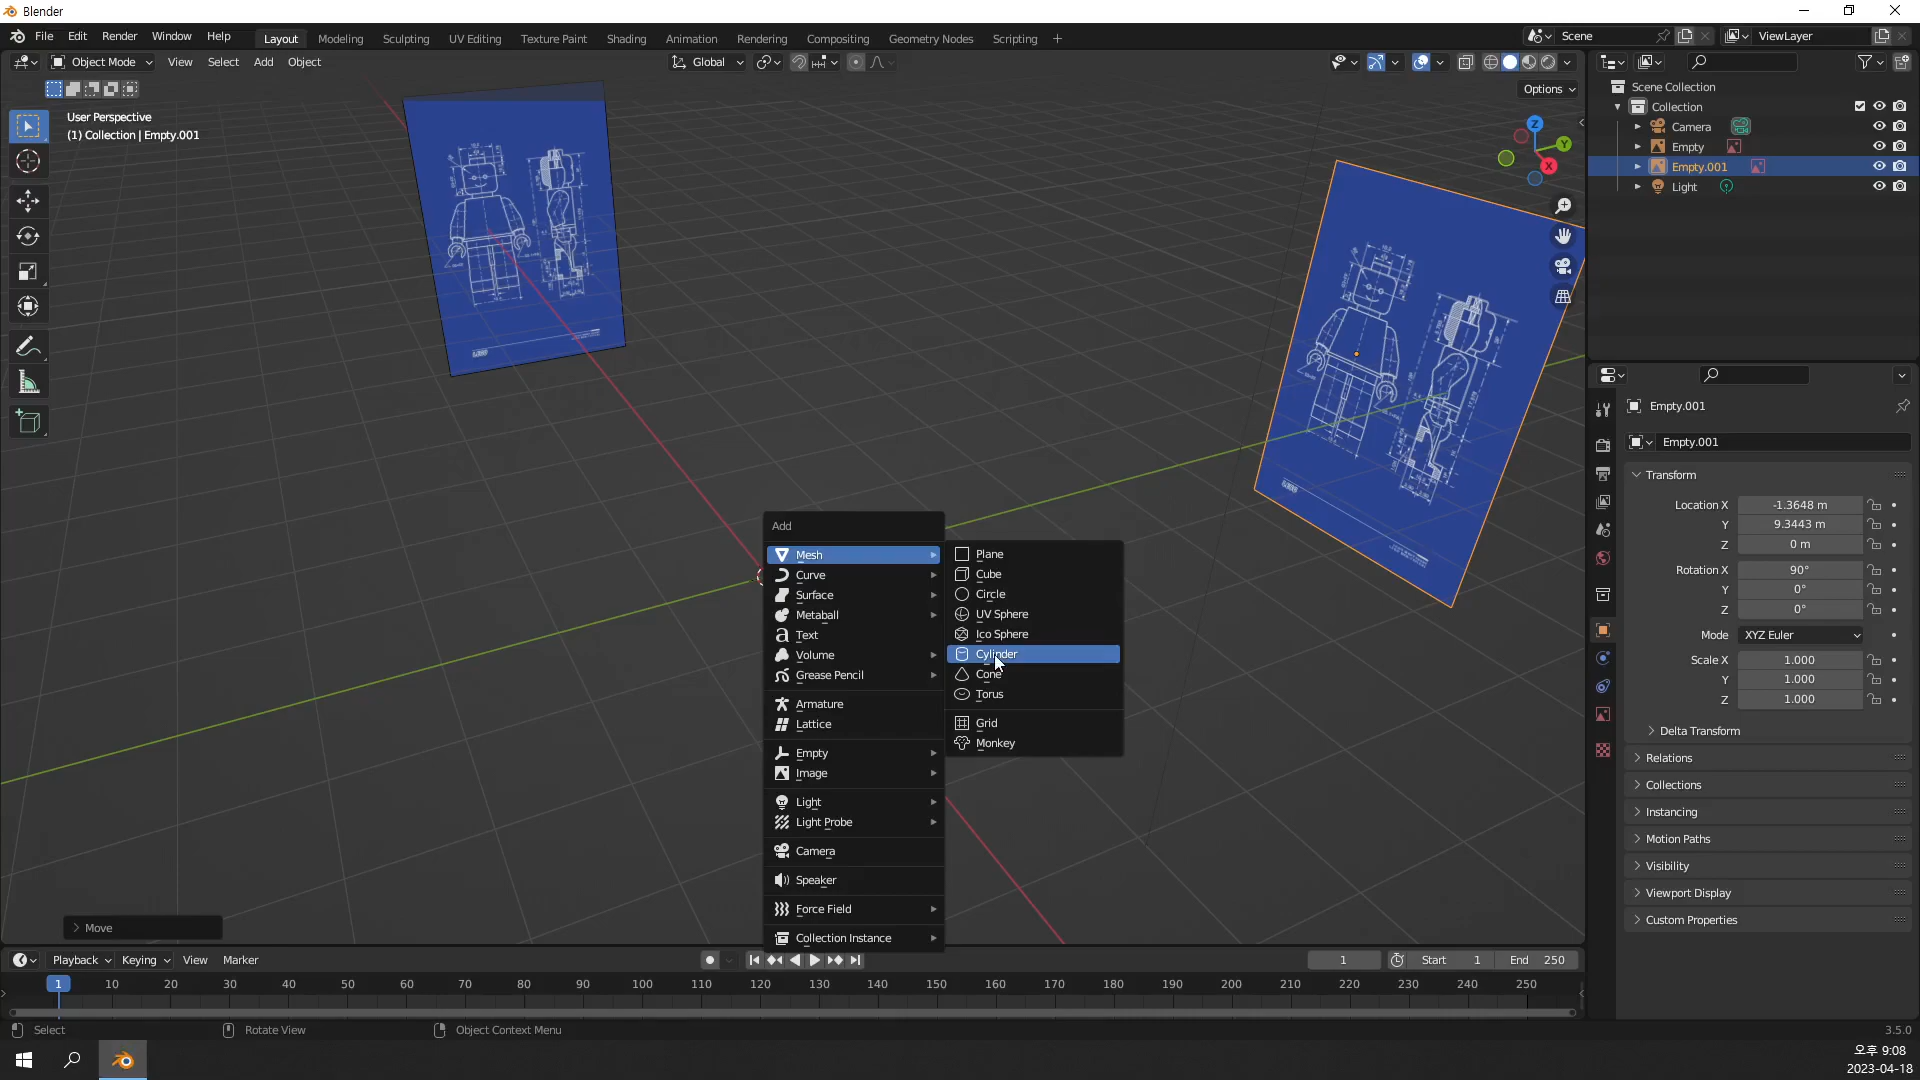 Blender
File Edit Render Window Help
Layout Modeling Sculpting UV Editing Texture Paint Shading Animation Rendering Compositing Geometry Nodes Scripting +
Scene
ViewLayer
Object Mode View Select Add Object
Global
Options
User Perspective
(1) Collection | Empty.001
Z
Y
X
Scene Collection
Collection
Camera
Empty
Empty.001
Light
Empty.001
Empty.001
Transform
Location X -1.3648 m
Y 9.3443 m
Z 0 m
Rotation X 90°
Y 0°
Z 0°
Mode XYZ Euler
Scale X 1.000
Y 1.000
Z 1.000
Delta Transform
Relations
Collections
Instancing
Motion Paths
Visibility
Viewport Display
Custom Properties
Add
Mesh
Curve
Surface
Metaball
Text
Volume
Grease Pencil
Armature
Lattice
Empty
Image
Light
Light Probe
Camera
Speaker
Force Field
Collection Instance
Plane
Cube
Circle
UV Sphere
Ico Sphere
Cylinder
Cone
Torus
Grid
Monkey
Move
Playback Keying View Marker
1
Start 1 End 250
1 10 20 30 40 50 60 70 80 90 100 110 120 130 140 150 160 170 180 190 200 210 220 230 240 250
Select Rotate View Object Context Menu
3.5.0
오후 9:08
2023-04-18